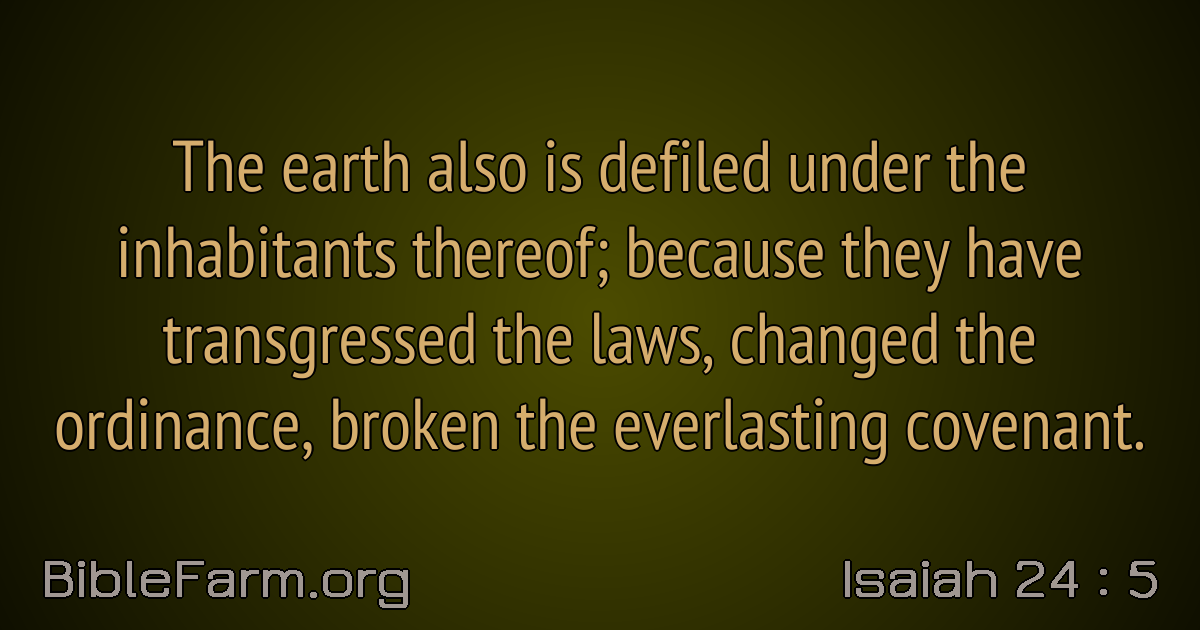 The earth also is defiled under the
inhabitants thereof; because they have
transgressed the laws, changed the
ordinance, broken the everlasting covenant.
BibleFarm.org
Isaiah 24 : 5